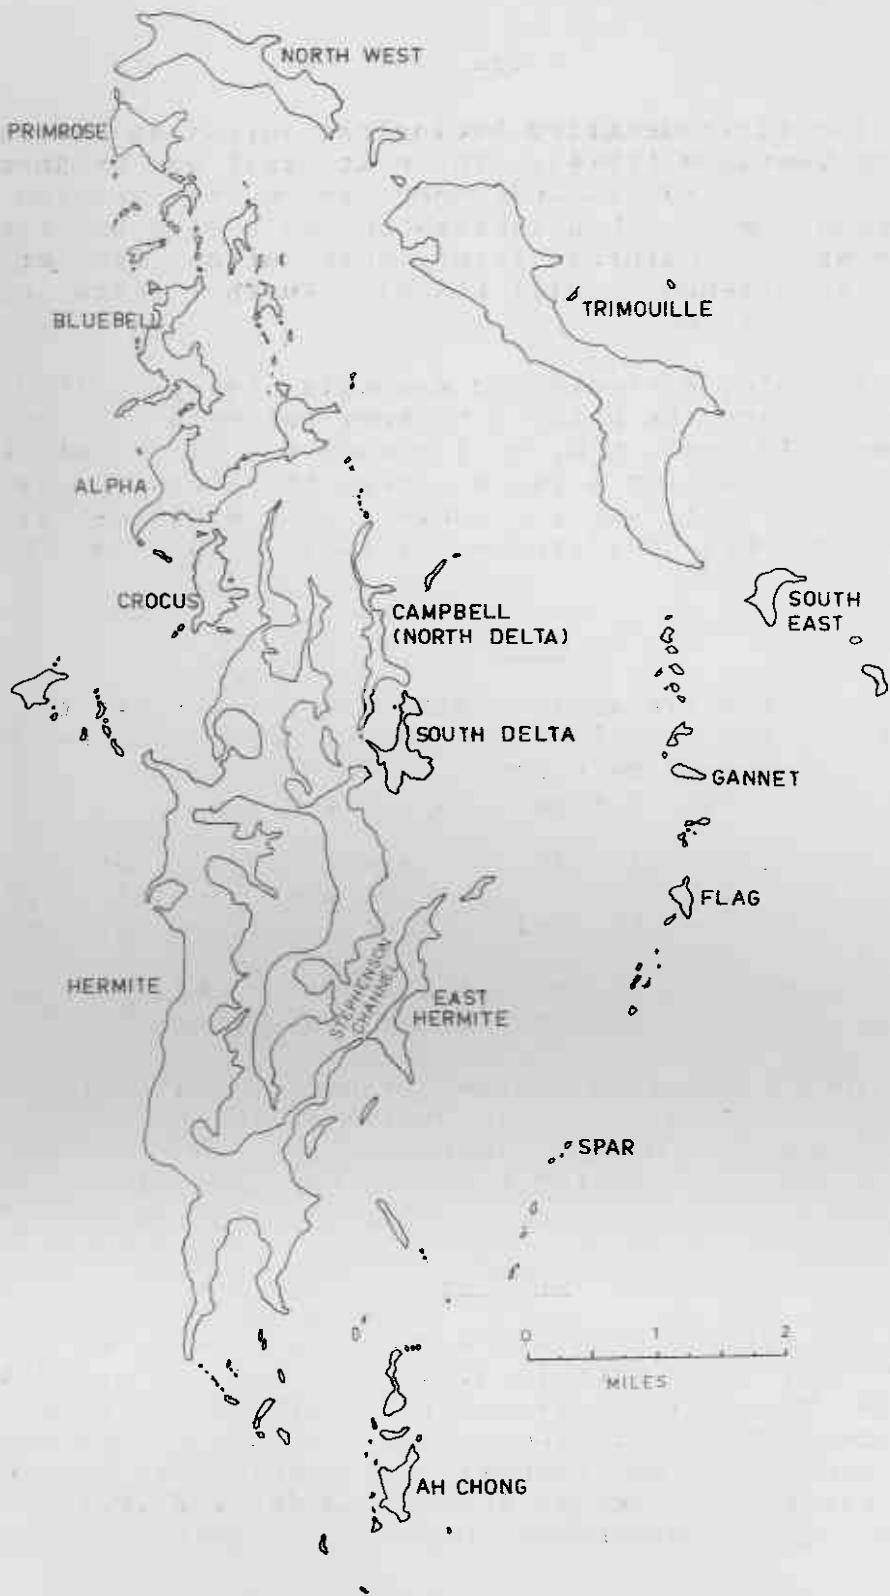 NORTH WEST
PRIMROSE
TRIMOUILLE
BLUEBELL
ALPHA
CROCUS
CAMPBELL
(NORTH DELTA)
SOUTH
EAST
SOUTH DELTA
GANNET
FLAG
HERMITE
STEPHENSON
CHANNEL
EAST
HERMITE
SPAR
0 1 2
MILES
AH CHONG